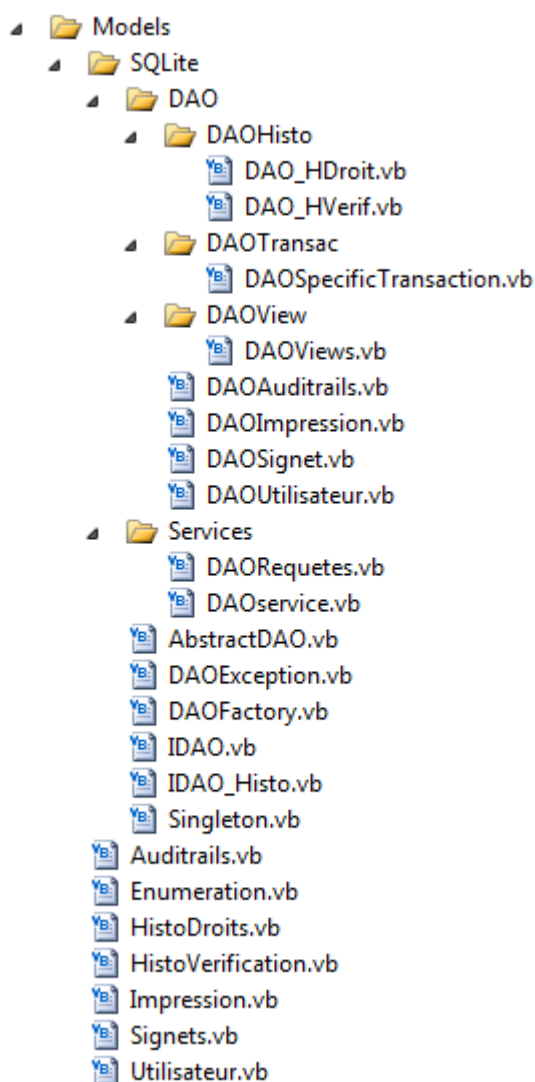 Models
SQLite
DAO
DAOHisto
DAO_HDroit.vb
DAO_HVerif.vb
DAOTransac
DAOSpecificTransaction.vb
DAOView
DAOViews.vb
DAOAuditrails.vb
DAOImpression.vb
DAOSignet.vb
DAOUtilisateur.vb
Services
DAORequetes.vb
DAOservice.vb
AbstractDAO.vb
DAOException.vb
DAOFactory.vb
IDAO.vb
IDAO_Histo.vb
Singleton.vb
Auditrails.vb
Enumeration.vb
HistoDroits.vb
HistoVerification.vb
Impression.vb
Signets.vb
Utilisateur.vb